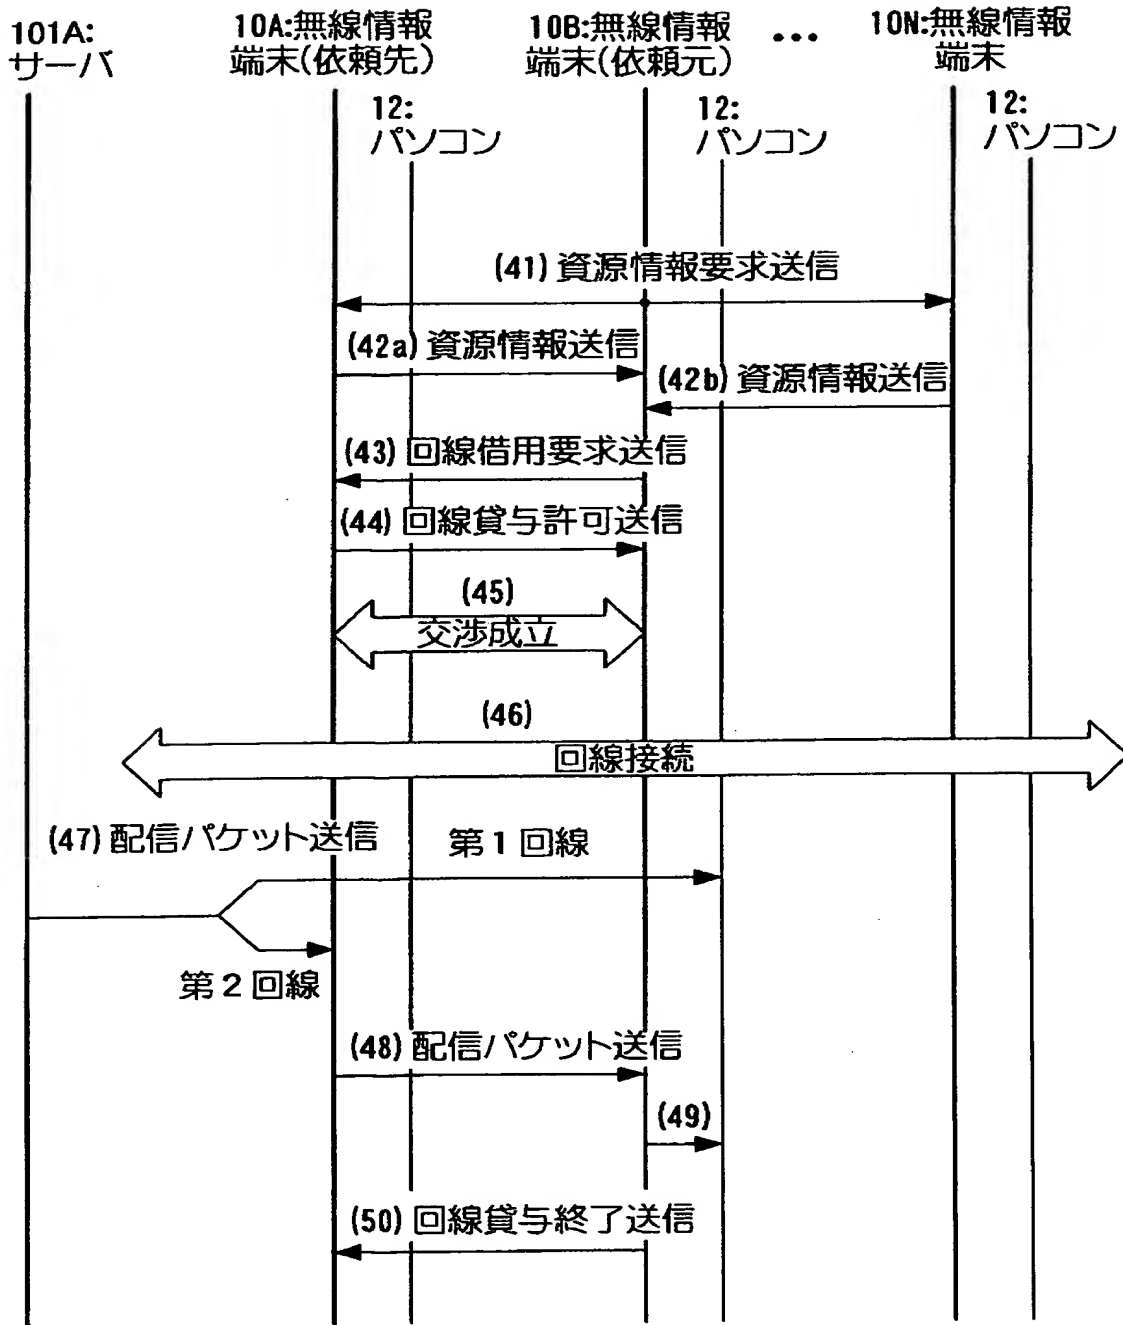 101A:
サーバ
10A:無線情報
端末(依頼先)
10B:無線情報
端末(依頼元)
•••
10N:無線情報
端末
12:
パソコン
12:
パソコン
12:
パソコン
(41) 資源情報要求送信
(42a) 資源情報送信
(42b) 資源情報送信
(43) 回線借用要求送信
(44) 回線貸与許可送信
(45)
交渉成立
(46)
回線接続
(47) 配信パケット送信
第1回線
第2回線
(48) 配信パケット送信
(49)
(50) 回線貸与終了送信